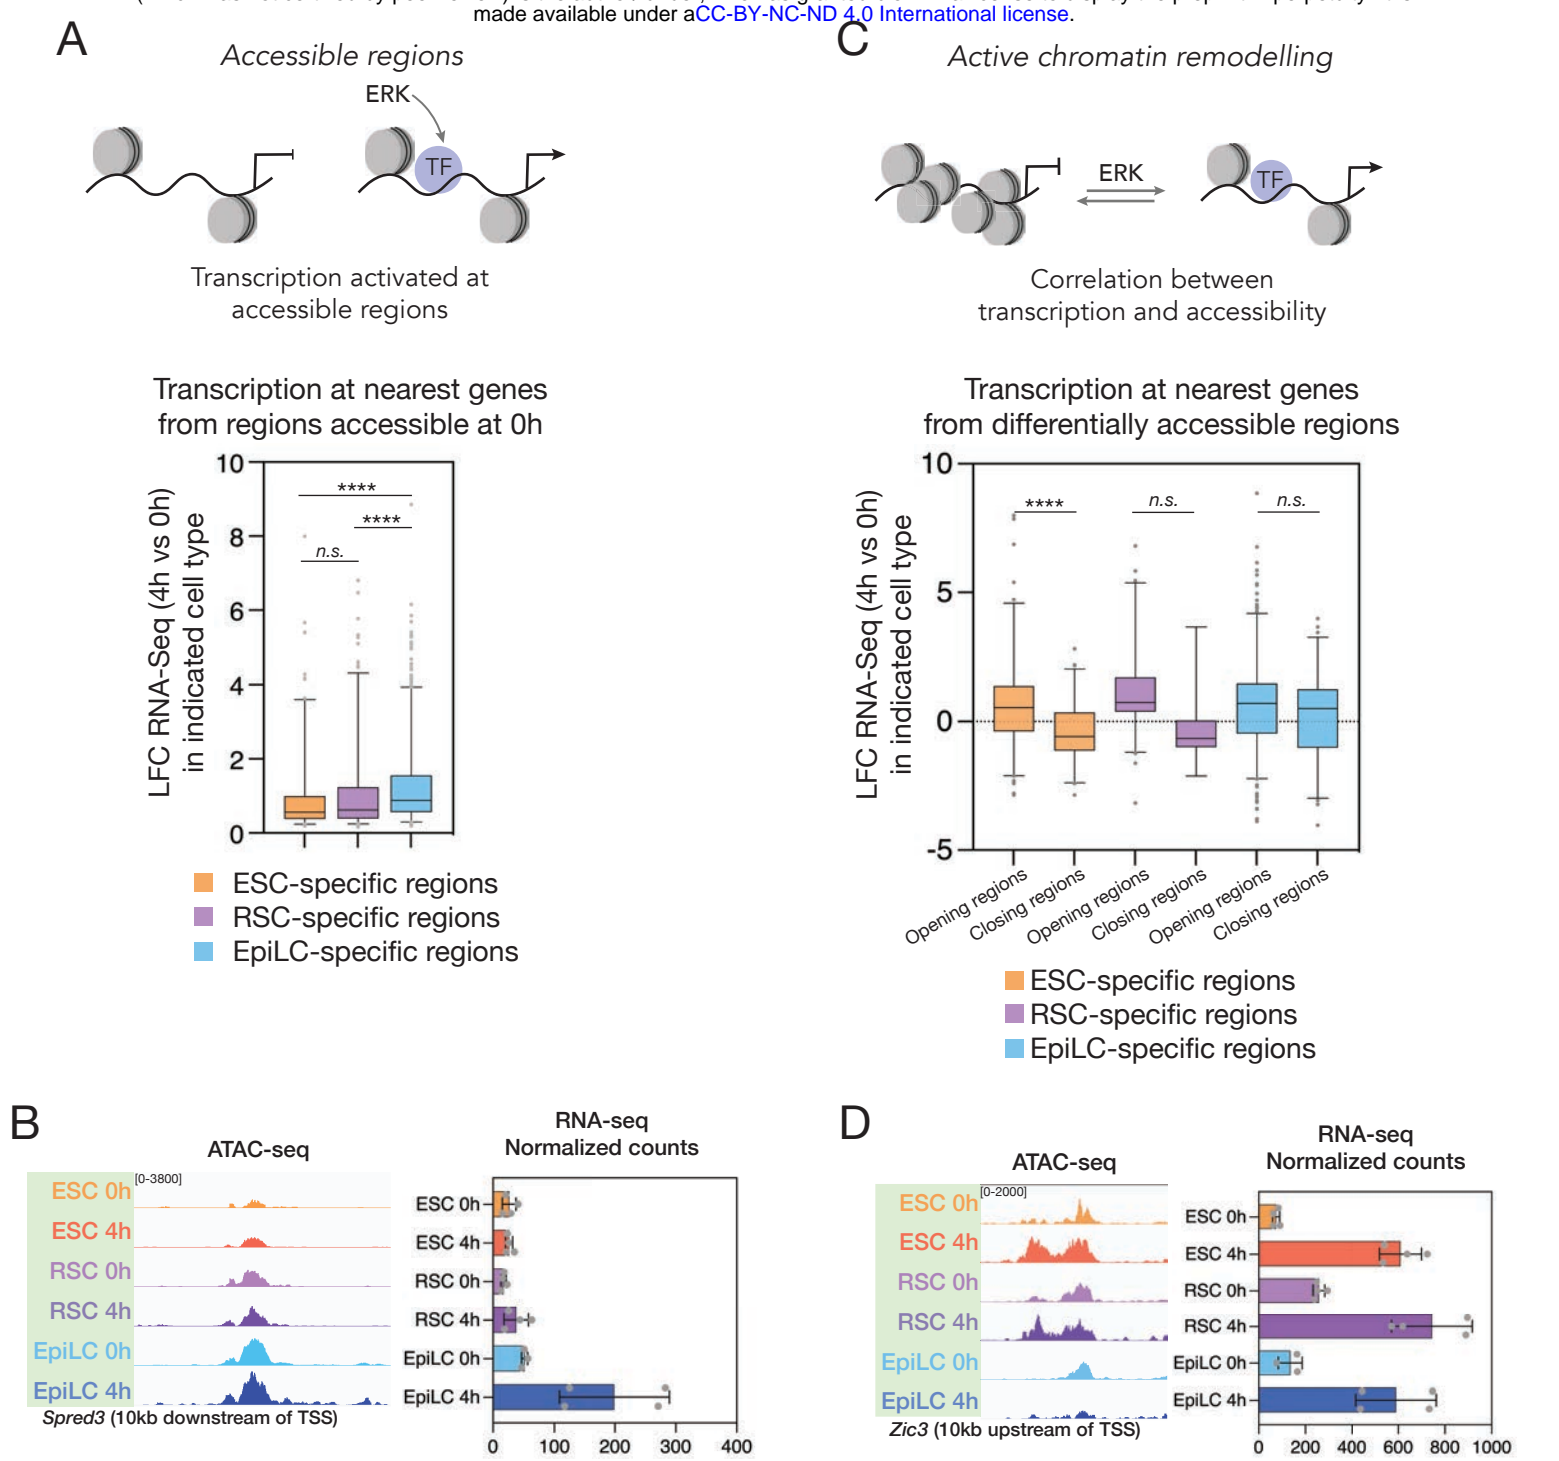 made available under aCC-BY-NC-ND 4.0 International license.
A
Accessible regions
ERK
TF
Transcription activated at
accessible regions
Transcription at nearest genes
from regions accessible at 0h
LFC RNA-Seq (4h vs 0h)
in indicated cell type
10
8
6
4
2
0
****
****
n.s.
ESC-specific regions
RSC-specific regions
EpiLC-specific regions
C
Active chromatin remodelling
ERK
TF
Correlation between
transcription and accessibility
Transcription at nearest genes
from differentially accessible regions
LFC RNA-Seq (4h vs 0h)
in indicated cell type
10
5
0
-5
****
n.s.
n.s.
Opening regions
Closing regions
Opening regions
Closing regions
Opening regions
Closing regions
ESC-specific regions
RSC-specific regions
EpiLC-specific regions
B
ATAC-seq
[0-3800]
ESC 0h
ESC 4h
RSC 0h
RSC 4h
EpiLC 0h
EpiLC 4h
Spred3 (10kb downstream of TSS)
RNA-seq
Normalized counts
ESC 0h
ESC 4h
RSC 0h
RSC 4h
EpiLC 0h
EpiLC 4h
0 100 200 300 400
D
ATAC-seq
[0-2000]
ESC 0h
ESC 4h
RSC 0h
RSC 4h
EpiLC 0h
EpiLC 4h
Zic3 (10kb upstream of TSS)
RNA-seq
Normalized counts
ESC 0h
ESC 4h
RSC 0h
RSC 4h
EpiLC 0h
EpiLC 4h
0 200 400 600 800 1000